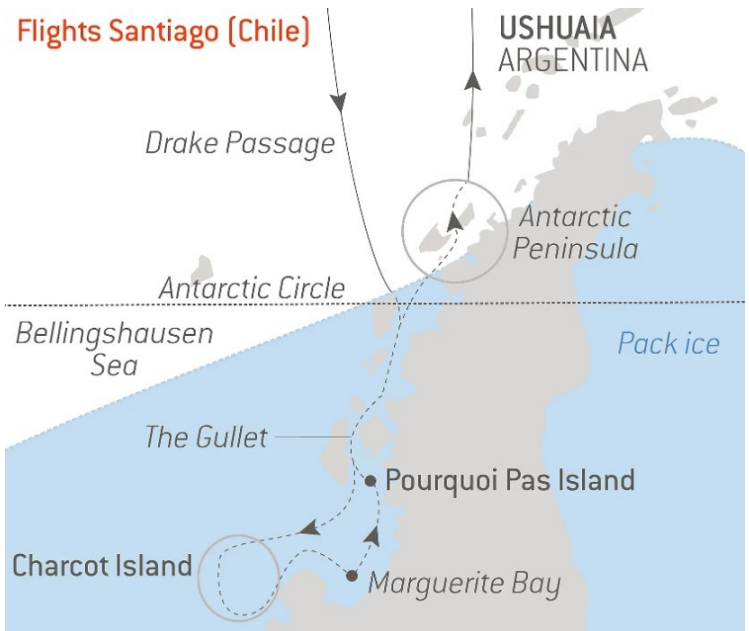 Flights Santiago (Chile)
USHUAIA
ARGENTINA
Drake Passage
Antarctic
Peninsula
Antarctic Circle
Bellingshausen
Sea
Pack ice
The Gullet
Pourquoi Pas Island
Charcot Island
Marguerite Bay